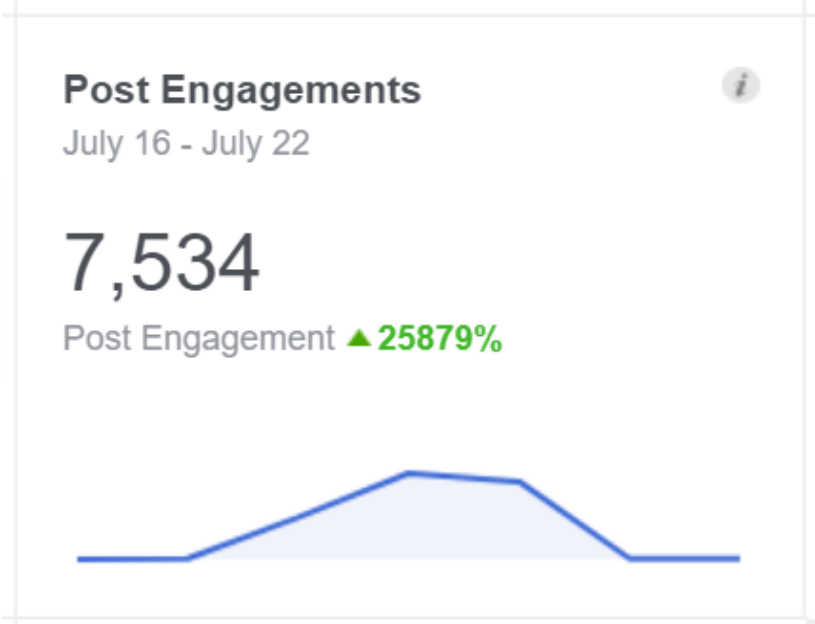 Post Engagements
i
July 16 - July 22
7,534
Post Engagement ▲ 25879%